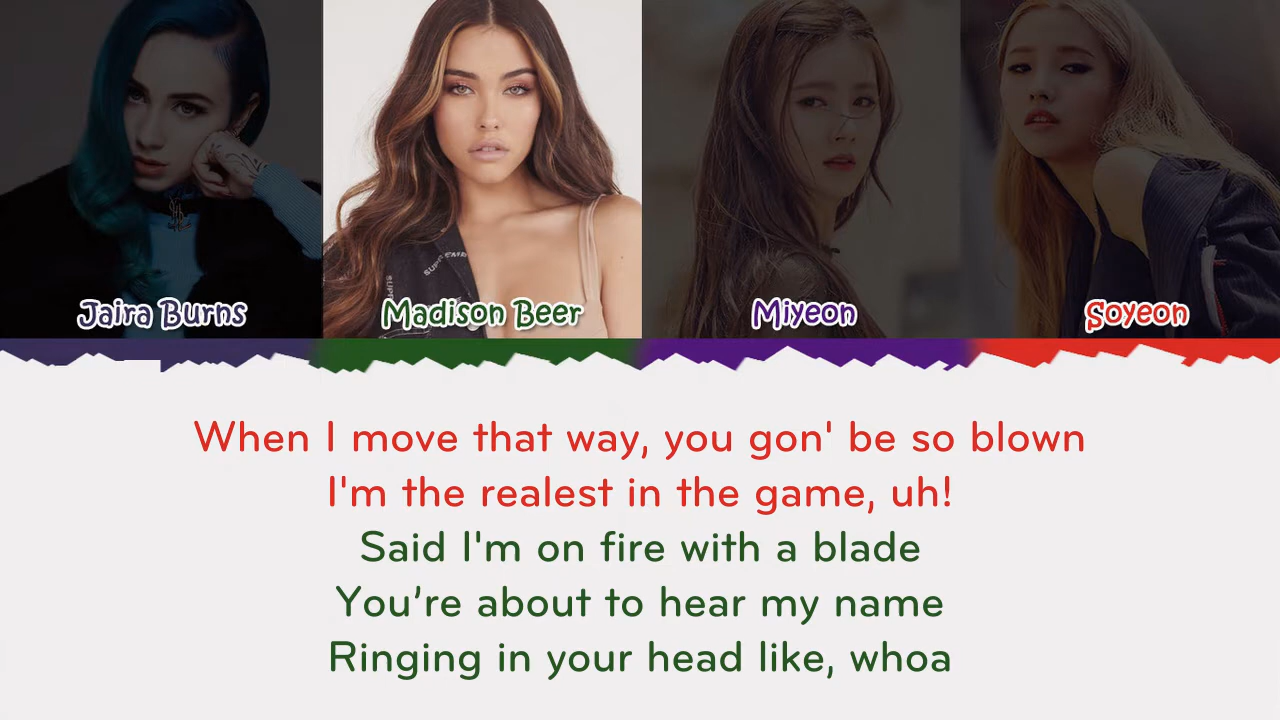 Jaira Burns
Madison Beer
Miyeon
Soyeon
When I move that way, you gon' be so blown
I'm the realest in the game, uh!
Said I'm on fire with a blade
You’re about to hear my name
Ringing in your head like, whoa